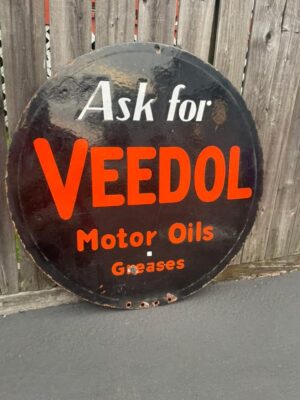 Ask for
VEEDOL
Motor Oils
Greases